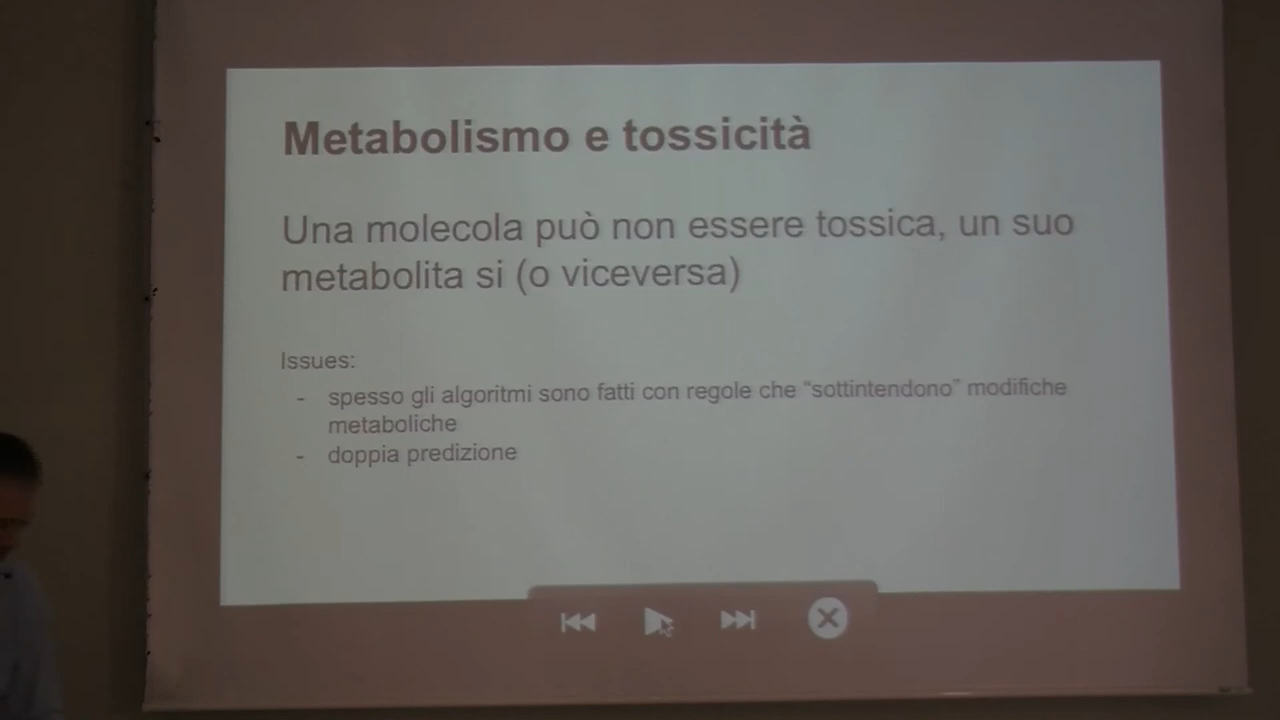 Metabolismo e tossicità
Una molecola può non essere tossica, un suo
metabolita si (o viceversa)
Issues:
- spesso gli algoritmi sono fatti con regole che “sottintendono” modifiche
metaboliche
- doppia predizione